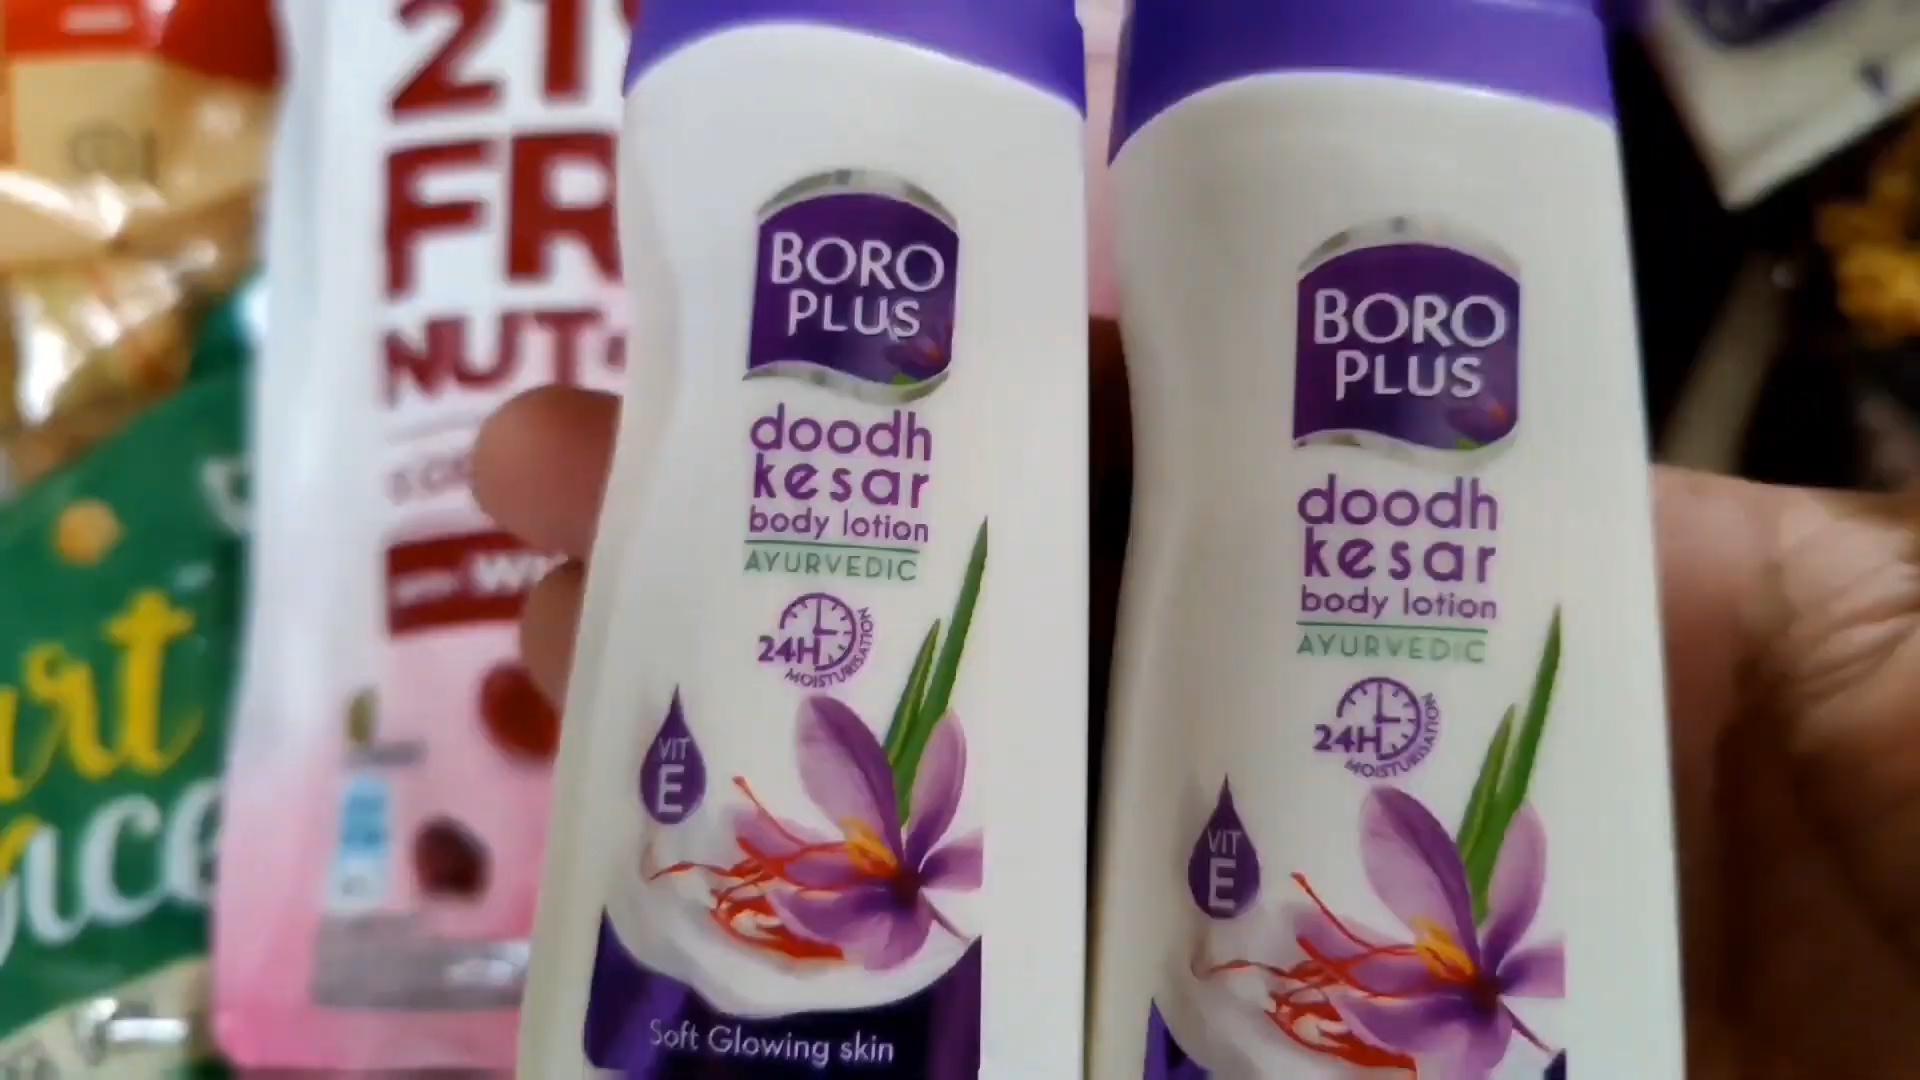 BORO
PLUS
doodh
kesar
body lotion
AYURVEDIC
24H
MOISTURISATION
VIT
E
Soft Glowing skin
BORO
PLUS
doodh
kesar
body lotion
AYURVEDIC
24H
MOISTURISATION
VIT
E
21
FR
NUT